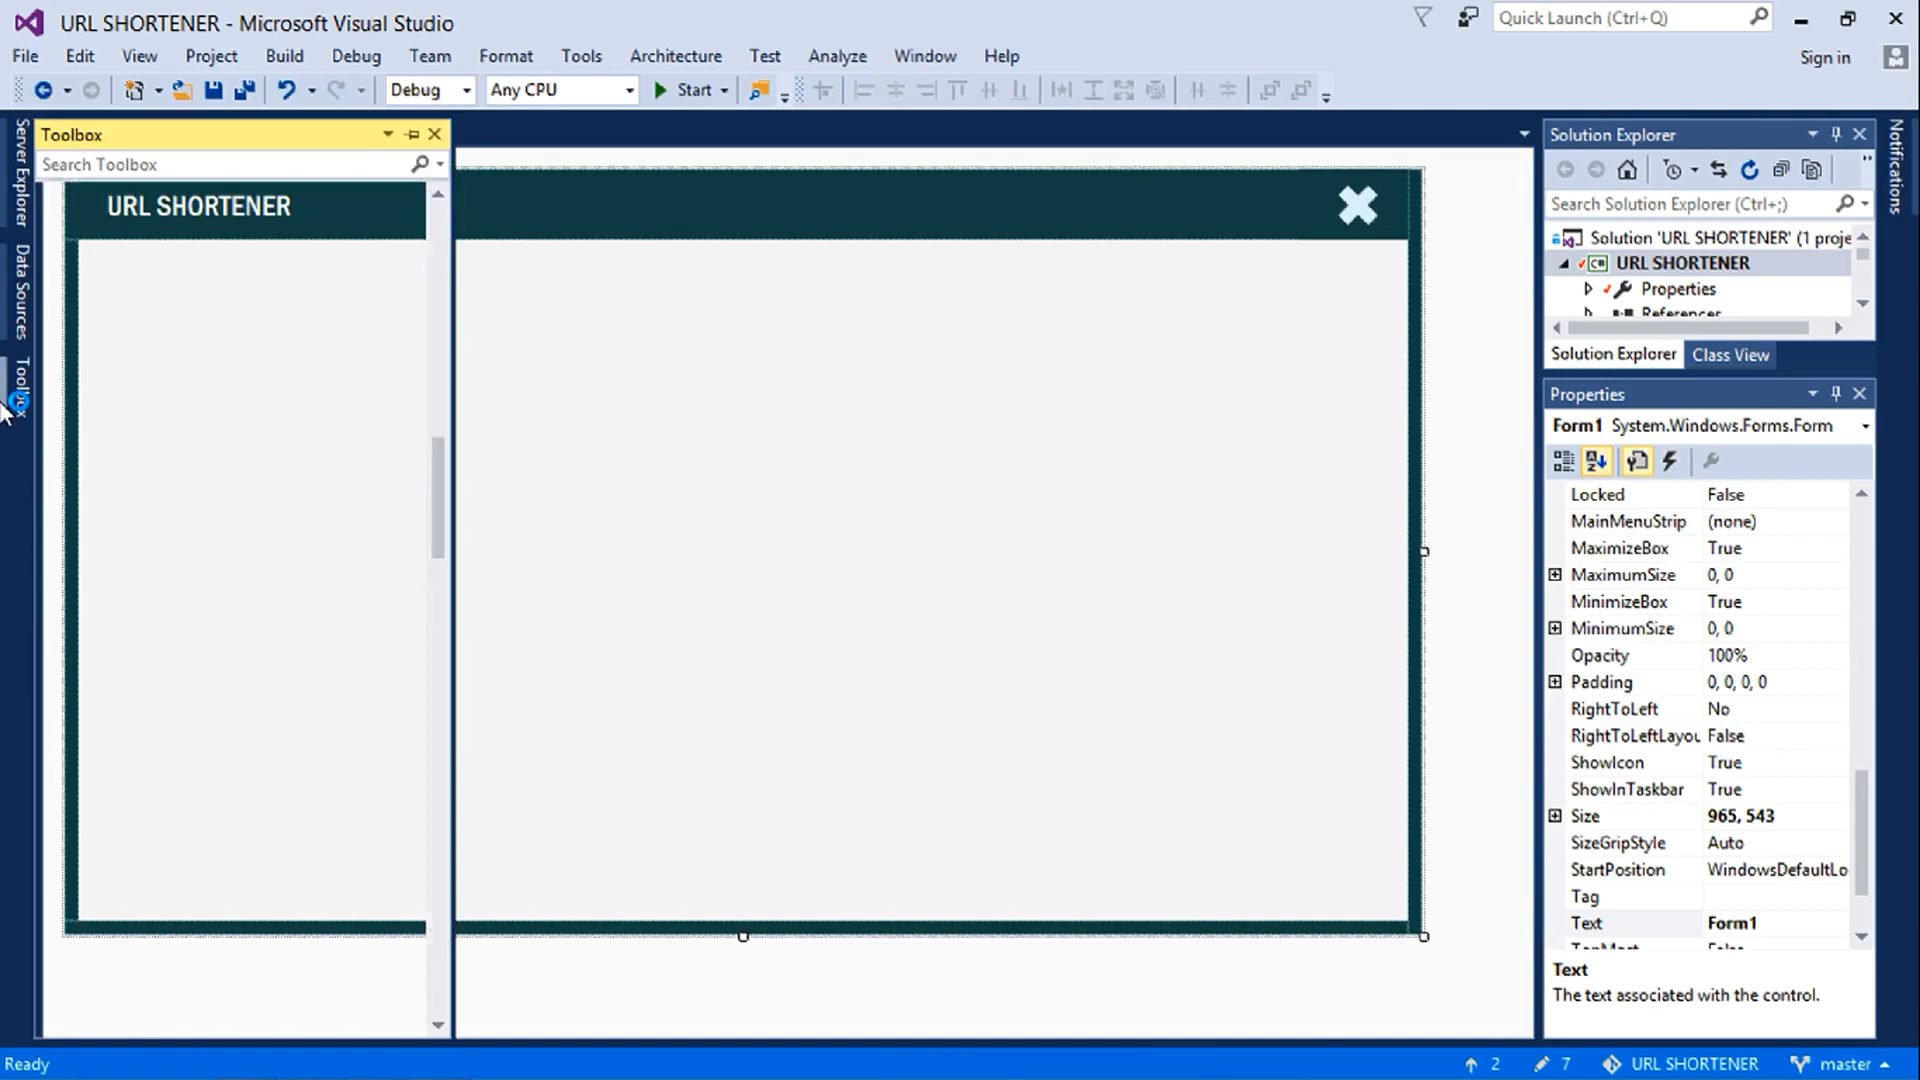 URL SHORTENER - Microsoft Visual Studio
Quick Launch (Ctrl+Q)
File Edit View Project Build Debug Team Format Tools Architecture Test Analyze Window Help
Sign in
Debug Any CPU Start
Server Explorer
Data Sources
Toolbox
Toolbox
Search Toolbox
URL SHORTENER
Solution Explorer
Search Solution Explorer (Ctrl+;)
Solution 'URL SHORTENER' (1 proje
C# URL SHORTENER
Properties
References
Solution Explorer Class View
Notifications
Properties
Form1 System.Windows.Forms.Form
Locked False
MainMenuStrip (none)
MaximizeBox True
MaximumSize 0, 0
MinimizeBox True
MinimumSize 0, 0
Opacity 100%
Padding 0, 0, 0, 0
RightToLeft No
RightToLeftLayou False
ShowIcon True
ShowInTaskbar True
Size 965, 543
SizeGripStyle Auto
StartPosition WindowsDefaultLo
Tag
Text Form1
TopMost False
Text
The text associated with the control.
Ready
2 7 URL SHORTENER master